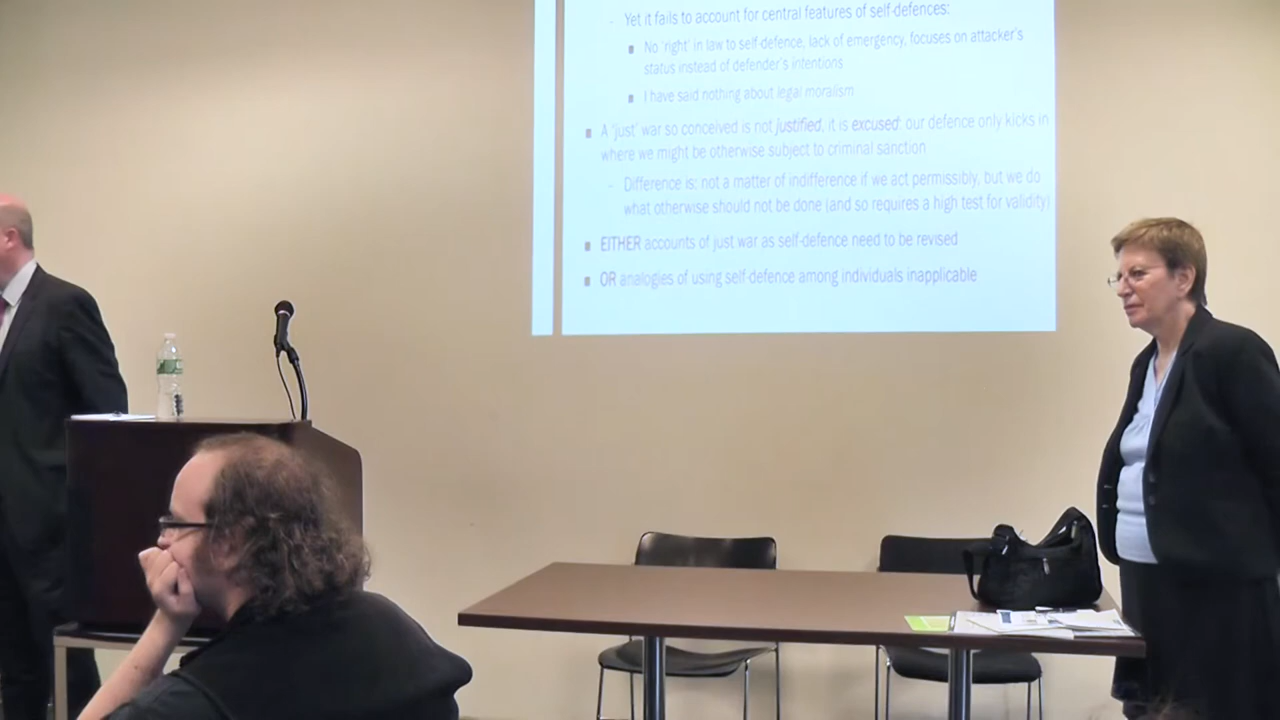 - Yet it fails to account for central features of self-defences:
▪ No 'right' in law to self-defence, lack of emergency, focuses on attacker's
status instead of defender's intentions
▪ I have said nothing about legal moralism
▪ A 'just' war so conceived is not justified, it is excused: our defence only kicks in
where we might be otherwise subject to criminal sanction
- Difference is: not a matter of indifference if we act permissibly, but we do
what otherwise should not be done (and so requires a high test for validity)
▪ EITHER accounts of just war as self-defence need to be revised
▪ OR analogies of using self-defence among individuals inapplicable